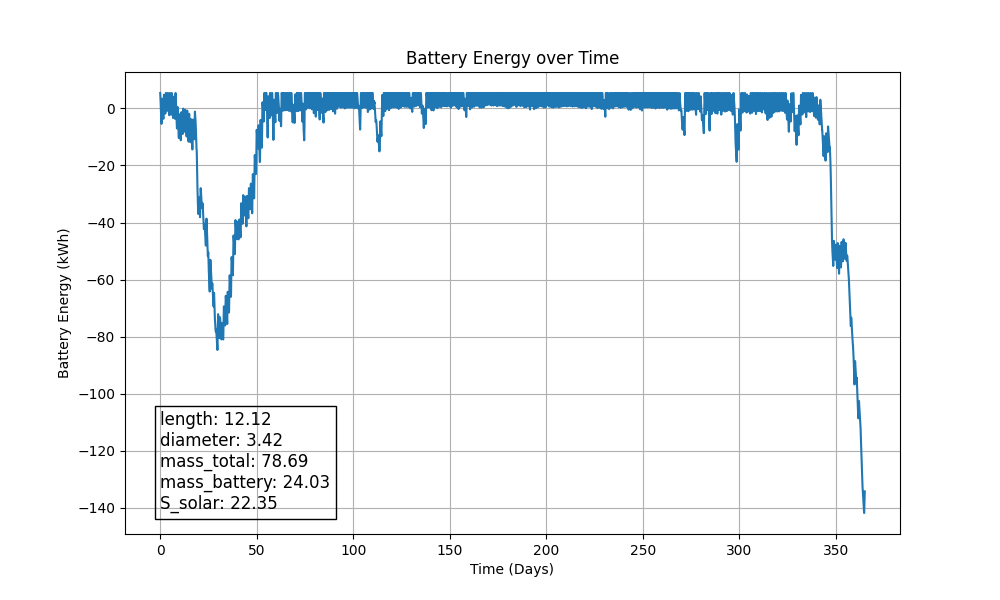 Battery Energy over Time
Battery Energy (kWh)
0
−20
−40
−60
−80
−100
−120
−140
length: 12.12
diameter: 3.42
mass_total: 78.69
mass_battery: 24.03
S_solar: 22.35
0 50 100 150 200 250 300 350
Time (Days)